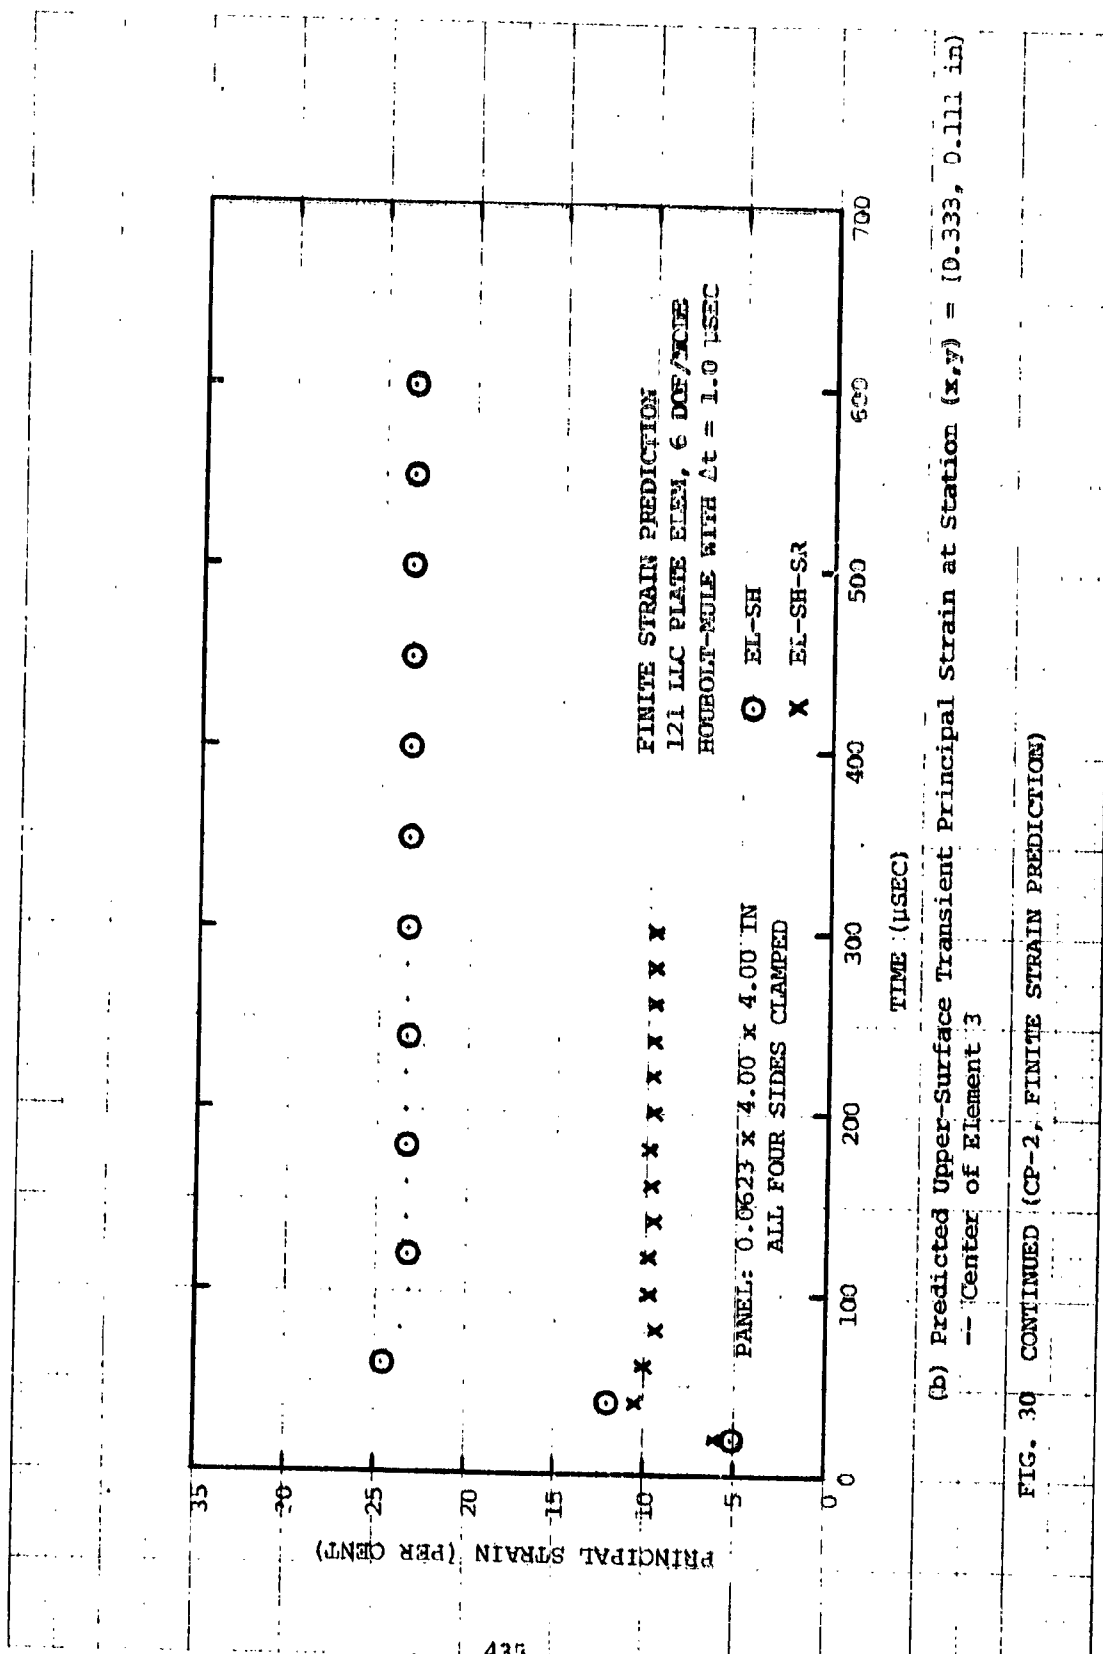 PRINCIPAL STRAIN (PER CENT)
35
30
25
20
15
10
5
0
0
100
200
300
400
500
600
700
TIME (µSEC)
FINITE STRAIN PREDICTION
121 LLC PLATE ELEM, 6 DOF/NODE
HOUBOLT-MULE WITH Δt = 1.0 µSEC
EL-SH
EL-SH-SR
PANEL: 0.0623 x 4.00 x 4.00 IN
ALL FOUR SIDES CLAMPED
(b) Predicted Upper-Surface Transient Principal Strain at Station (x,y) = (0.333, 0.111 in)
-- Center of Element 3
FIG. 30 CONTINUED (CP-2, FINITE STRAIN PREDICTION)